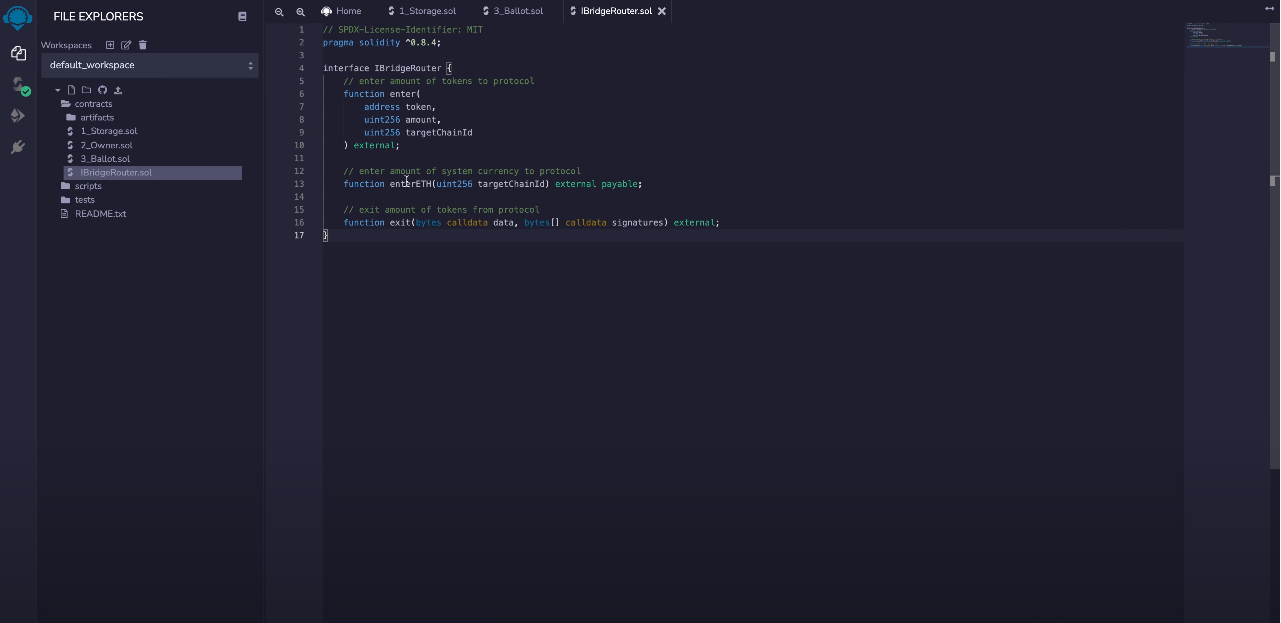 FILE EXPLORERS
Workspaces
default_workspace
contracts
artifacts
1_Storage.sol
2_Owner.sol
3_Ballot.sol
IBridgeRouter.sol
scripts
tests
README.txt
Home
1_Storage.sol
3_Ballot.sol
IBridgeRouter.sol
1 // SPDX-License-Identifier: MIT
2 pragma solidity ^0.8.4;
3
4 interface IBridgeRouter {
5 // enter amount of tokens to protocol
6 function enter(
7 address token,
8 uint256 amount,
9 uint256 targetChainId
10 ) external;
11
12 // enter amount of system currency to protocol
13 function enterETH(uint256 targetChainId) external payable;
14
15 // exit amount of tokens from protocol
16 function exit(bytes calldata data, bytes[] calldata signatures) external;
17 }